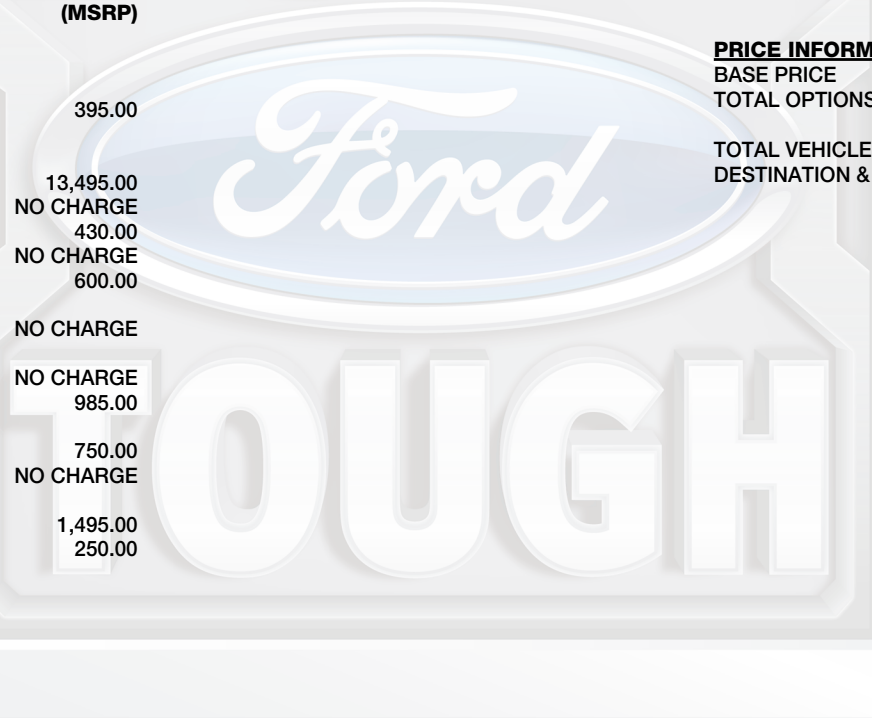 (MSRP)
395.00
13,495.00
NO CHARGE
430.00
NO CHARGE
600.00
NO CHARGE
NO CHARGE
985.00
750.00
NO CHARGE
1,495.00
250.00
PRICE INFORM
BASE PRICE
TOTAL OPTIONS
TOTAL VEHICLE
DESTINATION &
Ford
TOUGH